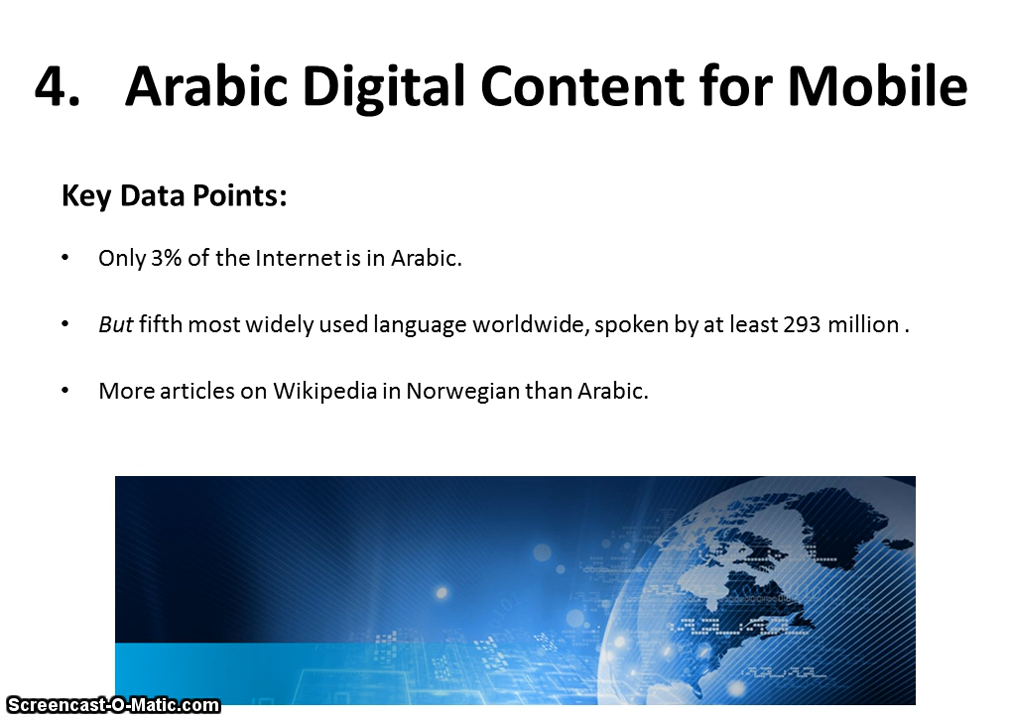 4. Arabic Digital Content for Mobile
Key Data Points:
• Only 3% of the Internet is in Arabic.
• But fifth most widely used language worldwide, spoken by at least 293 million .
• More articles on Wikipedia in Norwegian than Arabic.
Screencast-O-Matic.com